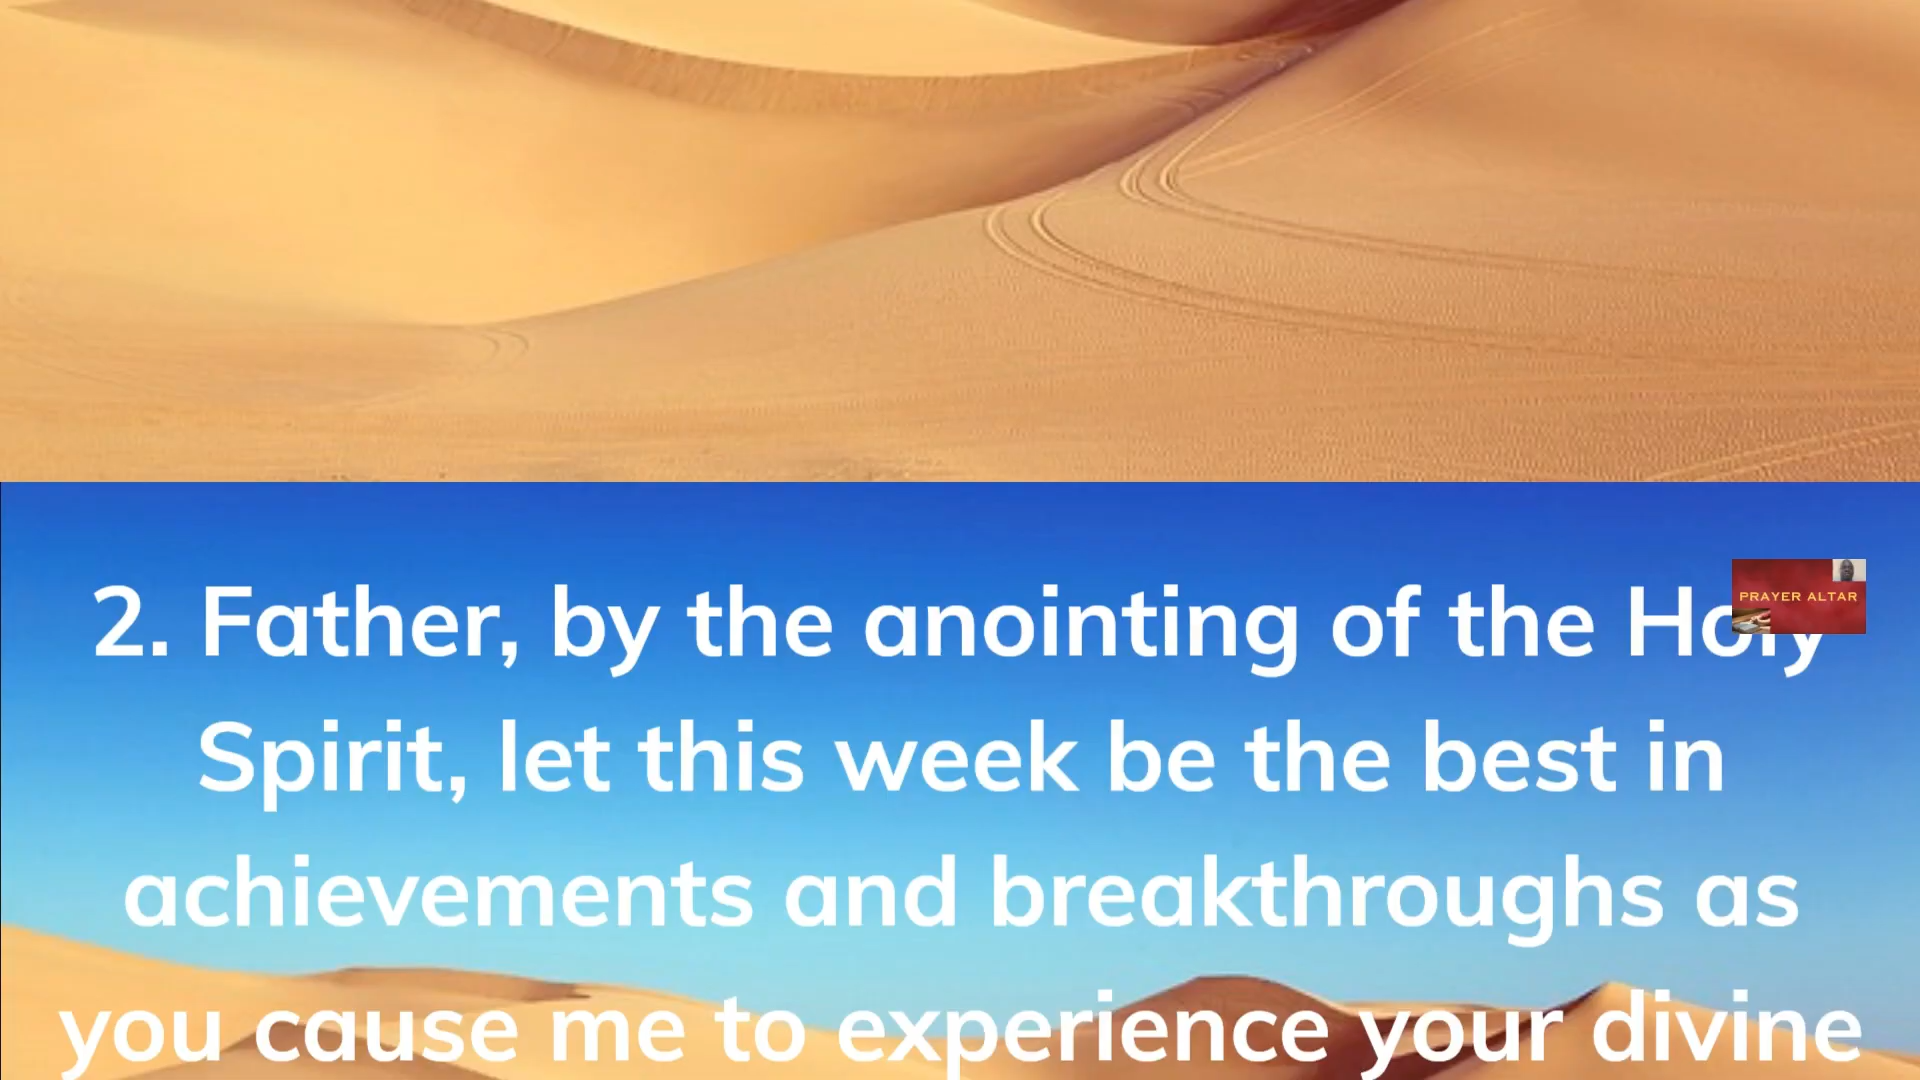 2. Father, by the anointing of the Holy
PRAYER ALTAR
Spirit, let this week be the best in
achievements and breakthroughs as
you cause me to experience your divine